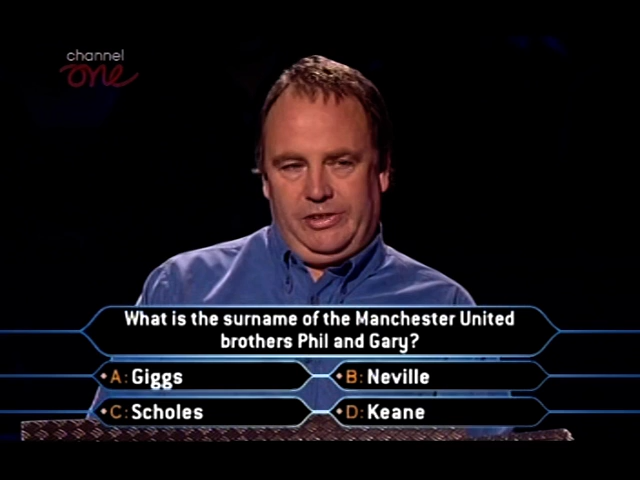 channel
one
What is the surname of the Manchester United
brothers Phil and Gary?
A: Giggs
B: Neville
C: Scholes
D: Keane